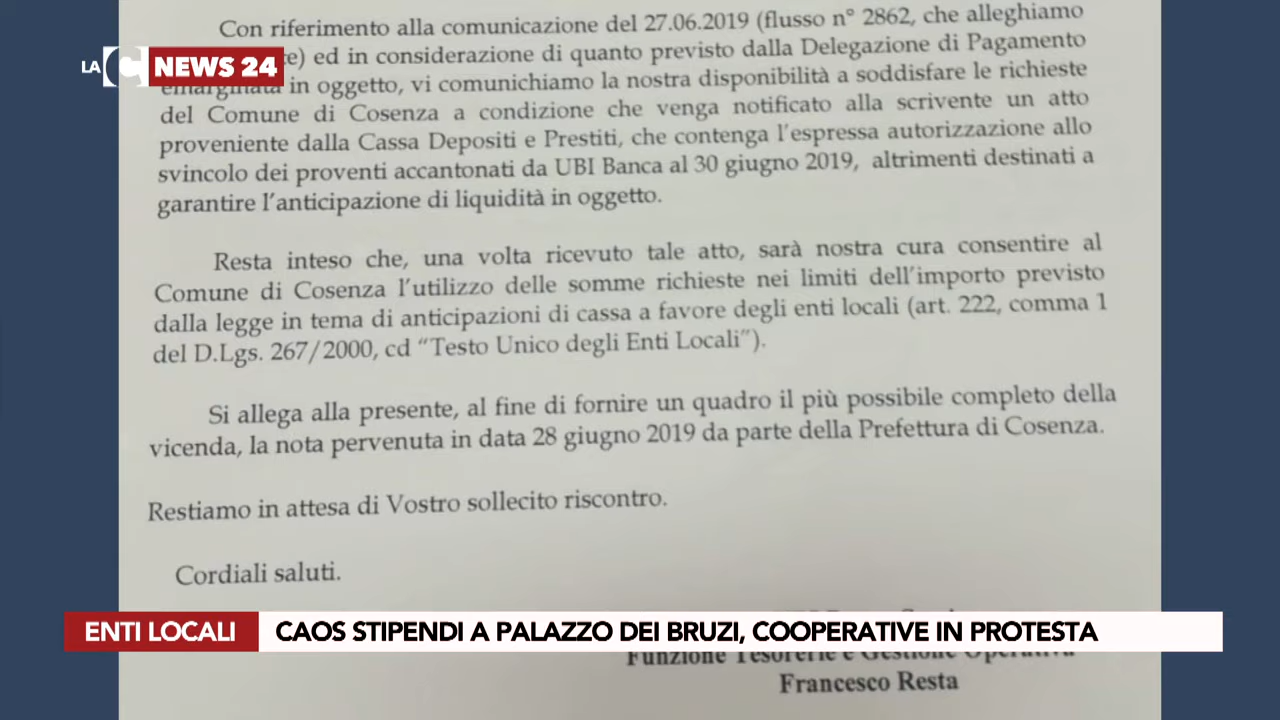 Con riferimento alla comunicazione del 27.06.2019 (flusso n° 2862, che alleghiamo
te) ed in considerazione di quanto previsto dalla Delegazione di Pagamento
emarginata in oggetto, vi comunichiamo la nostra disponibilità a soddisfare le richieste
del Comune di Cosenza a condizione che venga notificato alla scrivente un atto
proveniente dalla Cassa Depositi e Prestiti, che contenga l'espressa autorizzazione allo
svincolo dei proventi accantonati da UBI Banca al 30 giugno 2019, altrimenti destinati a
garantire l'anticipazione di liquidità in oggetto.
Resta inteso che, una volta ricevuto tale atto, sarà nostra cura consentire al
Comune di Cosenza l'utilizzo delle somme richieste nei limiti dell'importo previsto
dalla legge in tema di anticipazioni di cassa a favore degli enti locali (art. 222, comma 1
del D.Lgs. 267/2000, cd "Testo Unico degli Enti Locali").
Si allega alla presente, al fine di fornire un quadro il più possibile completo della
vicenda, la nota pervenuta in data 28 giugno 2019 da parte della Prefettura di Cosenza.
Restiamo in attesa di Vostro sollecito riscontro.
Cordiali saluti.
Funzione Tesorerie e Gestione Operativa
Francesco Resta
LA C NEWS 24
ENTI LOCALI CAOS STIPENDI A PALAZZO DEI BRUZI, COOPERATIVE IN PROTESTA